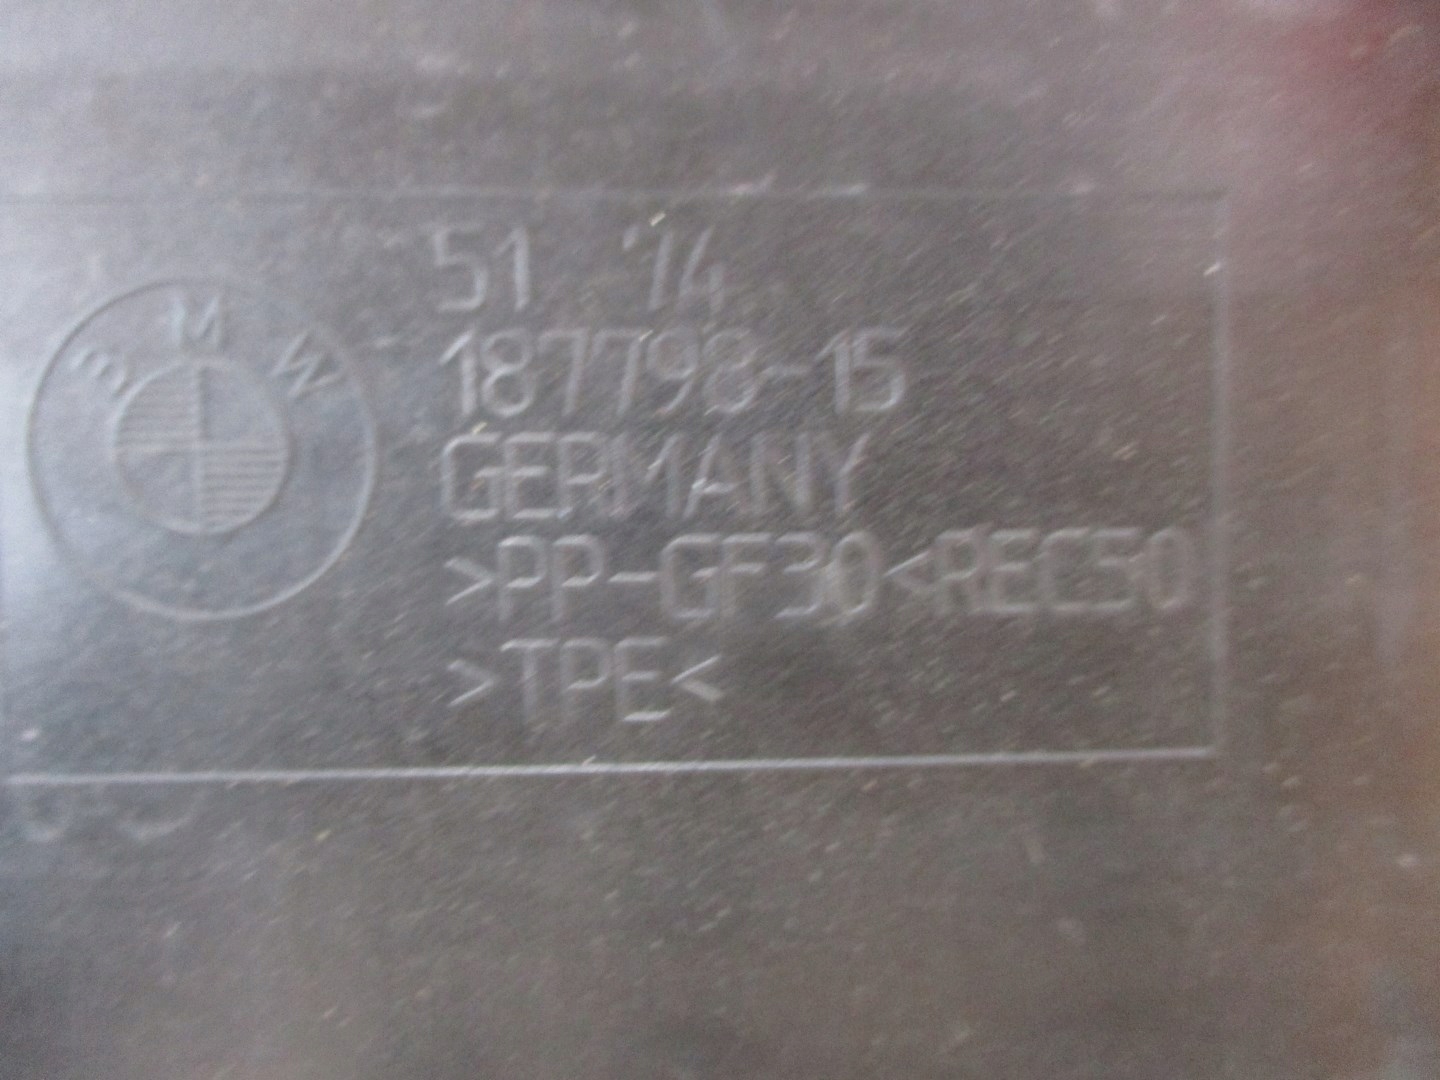 BMW
51 74
187798-15
GERMANY
>PP-GF30<REC50
>TPE<